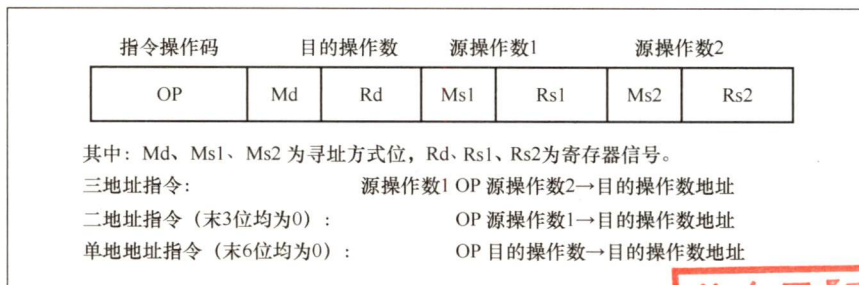 指令操作码 目的操作数 源操作数1 源操作数2
OP Md Rd Ms1 Rs1 Ms2 Rs2
其中：Md、Ms1、Ms2 为寻址方式位，Rd、Rs1、Rs2为寄存器信号。
三地址指令： 源操作数1 OP 源操作数2→目的操作数地址
二地址指令（末3位均为0）： OP 源操作数1→目的操作数地址
单地地址指令（末6位均为0）： OP 目的操作数→目的操作数地址